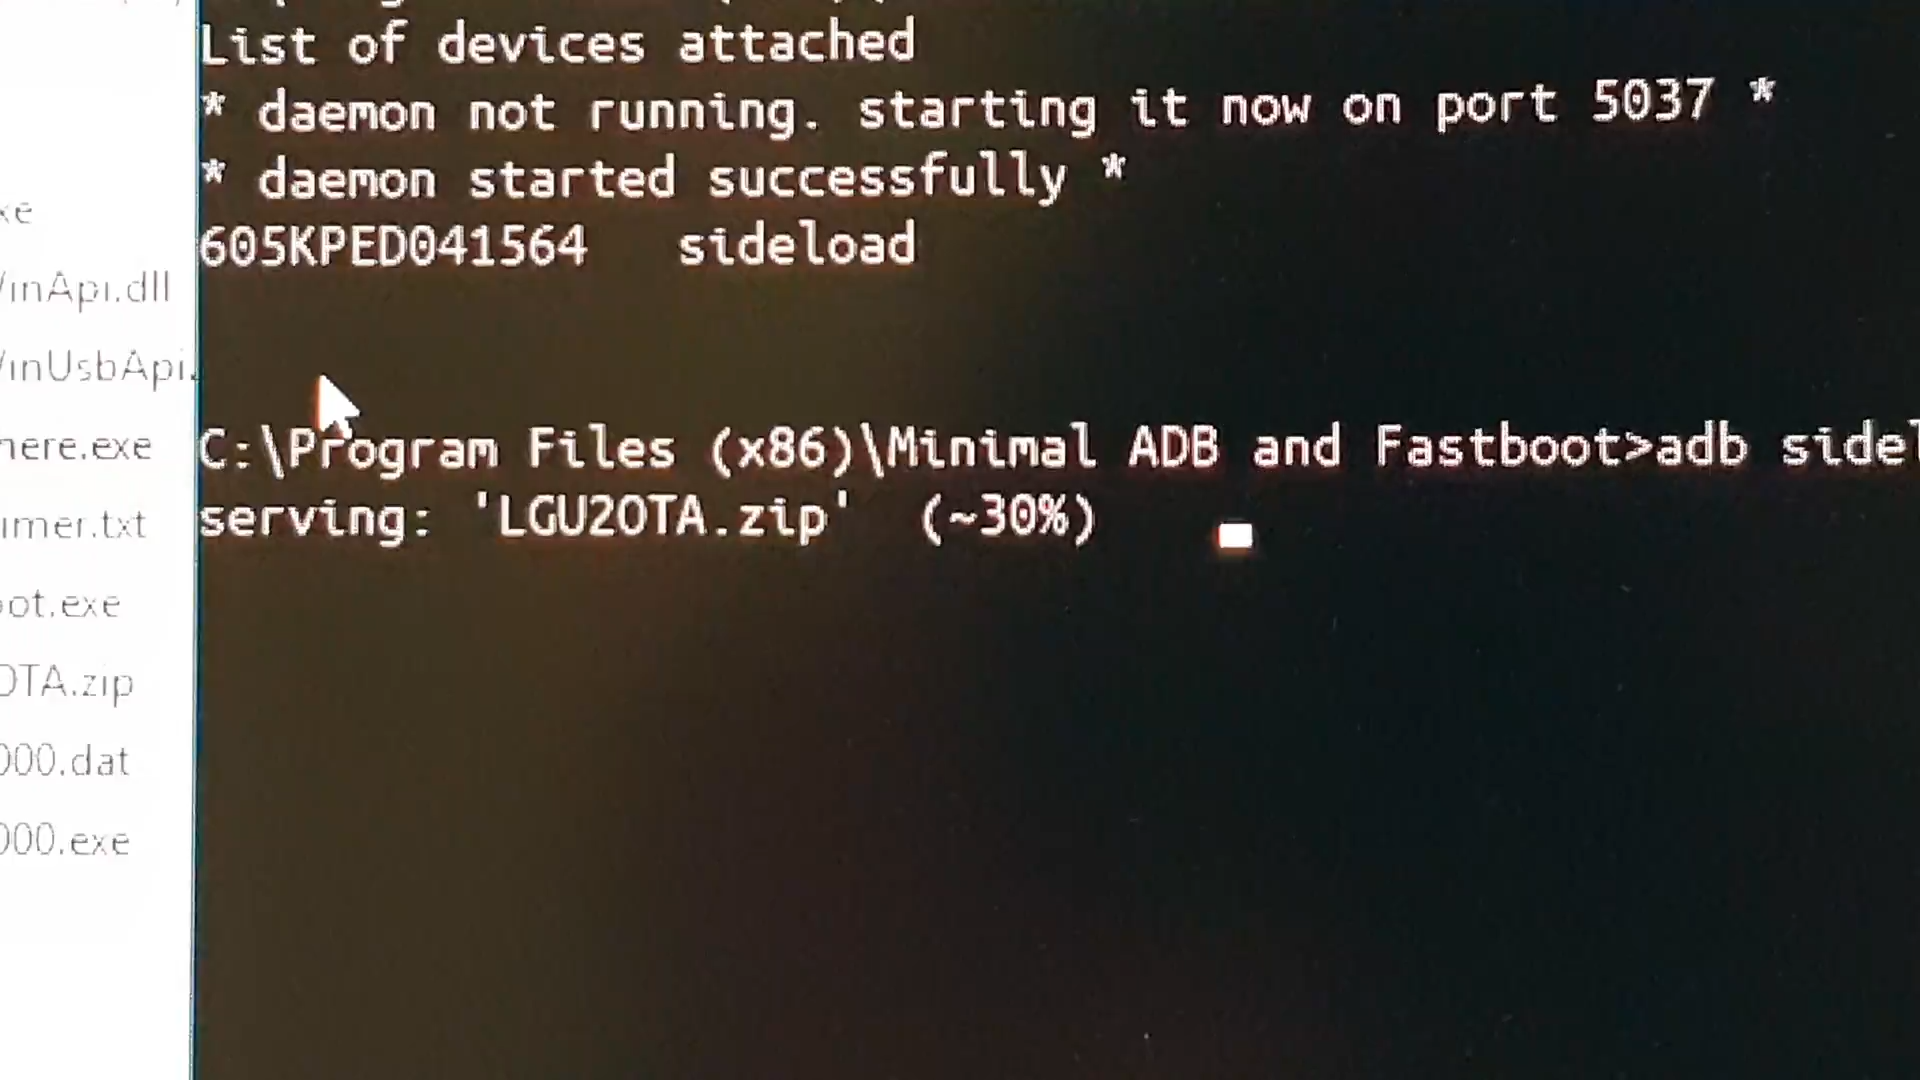 List of devices attached
* daemon not running. starting it now on port 5037 *
* daemon started successfully *
605KPED041564 sideload
C:\Program Files (x86)\Minimal ADB and Fastboot>adb sidel
serving: 'LGU2OTA.zip' (~30%)
xe
/inApi.dll
/inUsbApi.
here.exe
imer.txt
oot.exe
OTA.zip
000.dat
000.exe